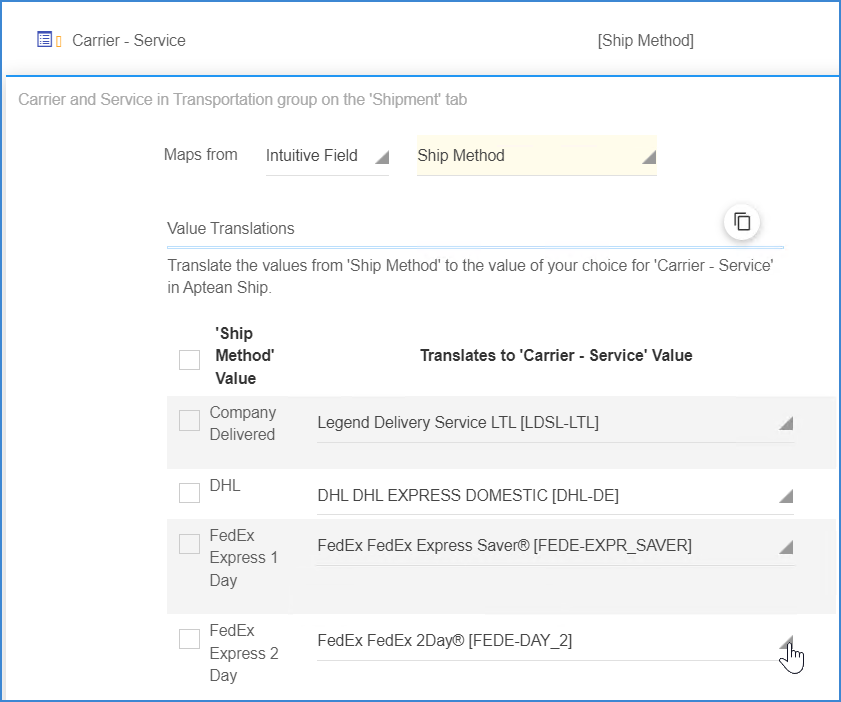 Carrier - Service [Ship Method]
Carrier and Service in Transportation group on the 'Shipment' tab
Maps from Intuitive Field Ship Method
Value Translations
Translate the values from 'Ship Method' to the value of your choice for 'Carrier - Service'
in Aptean Ship.
'Ship
Method'
Value
Translates to 'Carrier - Service' Value
Company
Delivered
Legend Delivery Service LTL [LDSL-LTL]
DHL
DHL DHL EXPRESS DOMESTIC [DHL-DE]
FedEx
Express 1
Day
FedEx FedEx Express Saver® [FEDE-EXPR_SAVER]
FedEx
Express 2
Day
FedEx FedEx 2Day® [FEDE-DAY_2]